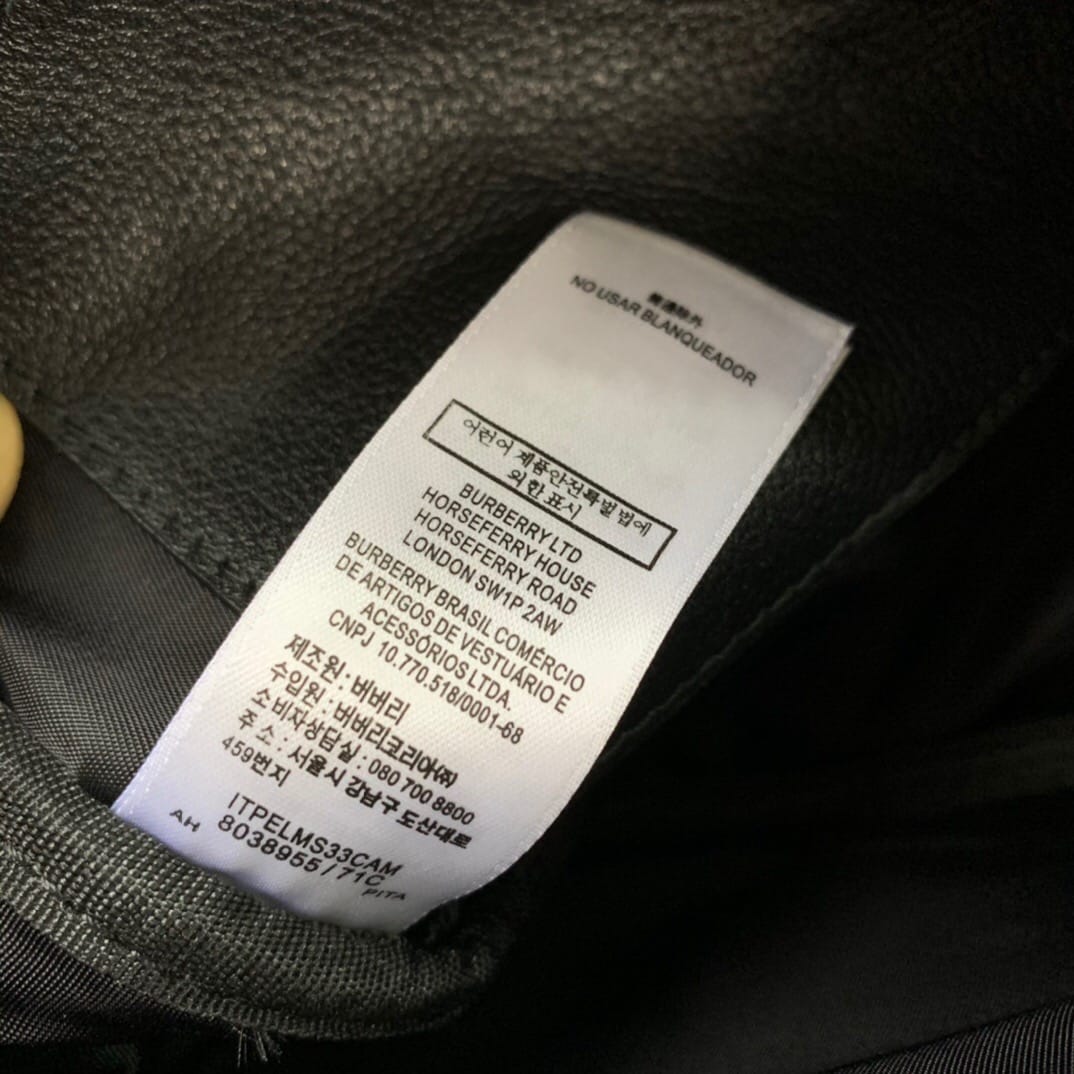 NO USAR BLANQUEADOR
어린이 제품안전특별법에
의한 표시
BURBERRY LTD
HORSEFERRY HOUSE
HORSEFERRY ROAD
LONDON SW1P 2AW
BURBERRY BRASIL COMÉRCIO
DE ARTIGOS DE VESTUÁRIO E
ACESSÓRIOS LTDA.
CNPJ 10.770.518/0001-68
제조원 : 버버리
수입원 : 버버리코리아㈜
소비자상담실 : 080 700 8800
주 소 : 서울시 강남구 도산대로
459번지
ITPELMS33CAM
AH 8038955 / 71C
PITA